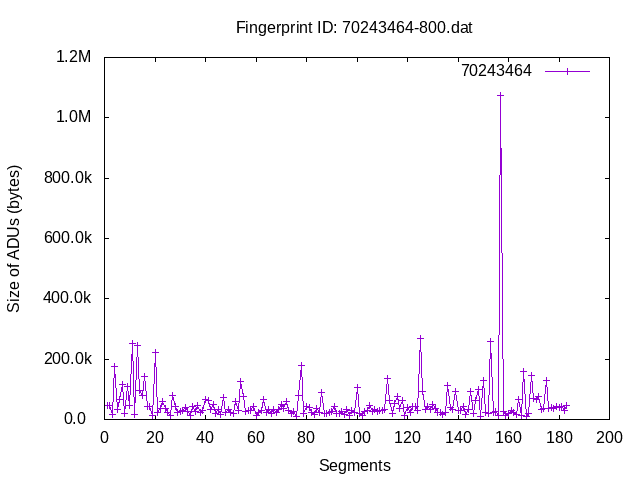 Fingerprint ID: 70243464-800.dat
1.2M
70243464
1.0M
800.0k
600.0k
400.0k
200.0k
0.0
Size of ADUs (bytes)
0 20 40 60 80 100 120 140 160 180 200
Segments